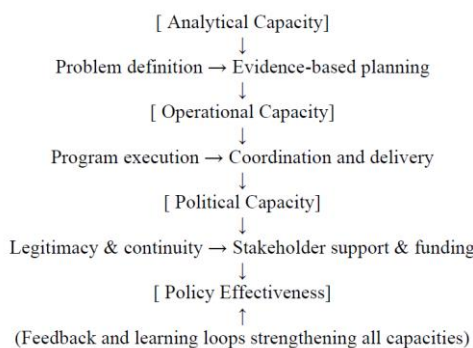 [ Analytical Capacity]
↓
Problem definition → Evidence-based planning
↓
[ Operational Capacity]
↓
Program execution → Coordination and delivery
↓
[ Political Capacity]
↓
Legitimacy & continuity → Stakeholder support & funding
↓
[ Policy Effectiveness]
↑
(Feedback and learning loops strengthening all capacities)